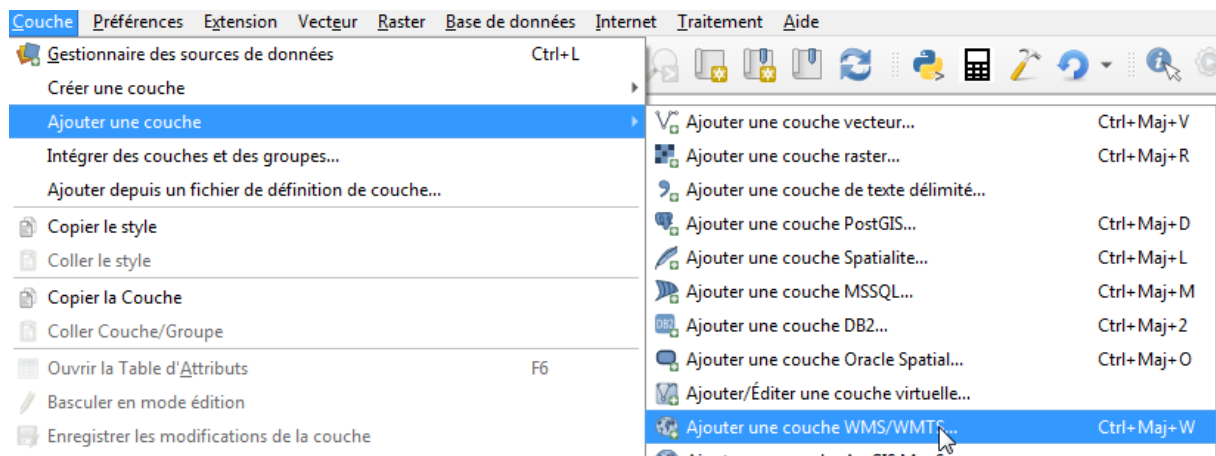 Couche Préférences Extension Vecteur Raster Base de données Internet Traitement Aide
Gestionnaire des sources de données Ctrl+L
Créer une couche
Ajouter une couche
Intégrer des couches et des groupes...
Ajouter depuis un fichier de définition de couche...
Copier le style
Coller le style
Copier la Couche
Coller Couche/Groupe
Ouvrir la Table d'Attributs F6
Basculer en mode édition
Enregistrer les modifications de la couche
Ajouter une couche vecteur... Ctrl+Maj+V
Ajouter une couche raster... Ctrl+Maj+R
Ajouter une couche de texte délimité...
Ajouter une couche PostGIS... Ctrl+Maj+D
Ajouter une couche Spatialite... Ctrl+Maj+L
Ajouter une couche MSSQL... Ctrl+Maj+M
DB2 Ajouter une couche DB2... Ctrl+Maj+2
Ajouter une couche Oracle Spatial... Ctrl+Maj+O
Ajouter/Éditer une couche virtuelle...
Ajouter une couche WMS/WMTS... Ctrl+Maj+W